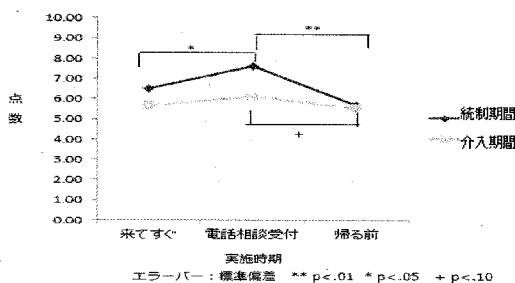 10.00
9.00
8.00
7.00
6.00
5.00
4.00
3.00
2.00
1.00
0.00
点数
*
**
+
統制期間
介入期間
来てすぐ 電話相談受付 帰る前
実施時期
エラーバー：標準偏差 ** p<.01 * p<.05 + p<.10